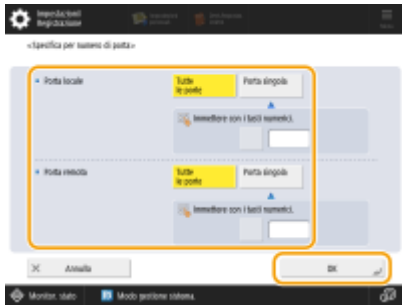 Impostazioni/
Registrazione
<Specifica per numero di porta>
Porta locale
Tutte
le porte
Porta singola
Immettere con i tasti numerici.
Porta remota
Tutte
le porte
Porta singola
Immettere con i tasti numerici.
Annulla
OK
Monitor. stato
Modo gestione sistema.